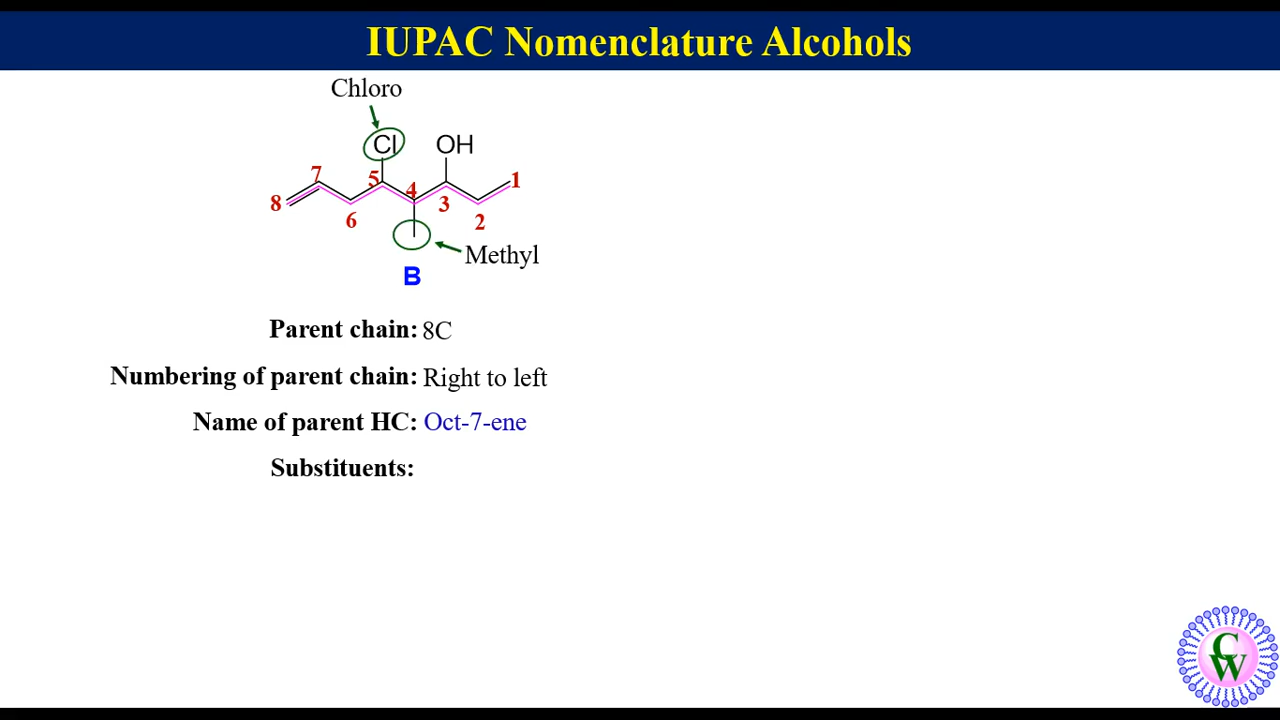 IUPAC Nomenclature Alcohols
Chloro
Cl OH
7 5 4 1
8 6 3 2
Methyl
B
Parent chain: 8C
Numbering of parent chain: Right to left
Name of parent HC: Oct-7-ene
Substituents:
C
W